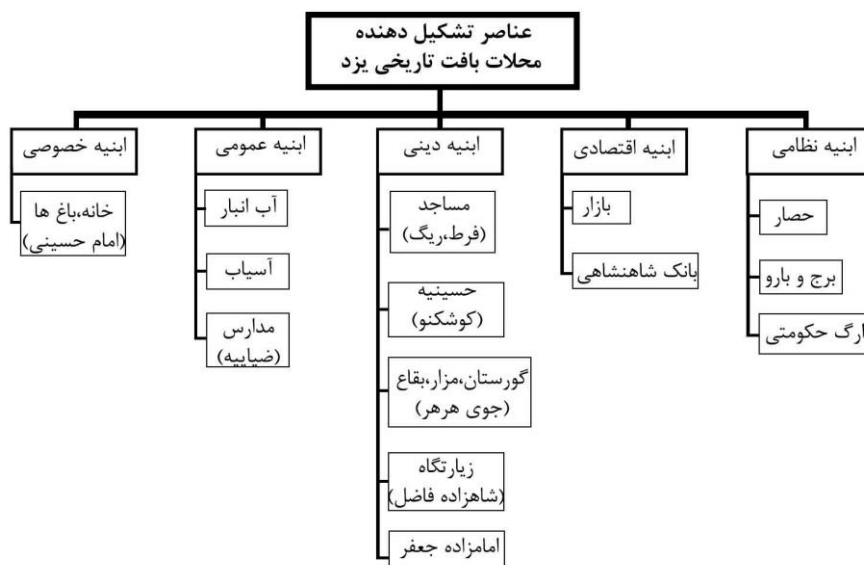 عناصر تشکیل دهنده
محلات بافت تاریخی یزد
ابنیه نظامی
حصار
برج و بارو
ارگ حکومتی
ابنیه اقتصادی
بازار
بانک شاهنشاهی
ابنیه دینی
مساجد
(فرط،ریگ)
حسینیه
(کوشکنو)
گورستان،مزار،بقاع
(جوی هرهر)
زیارتگاه
(شاهزاده فاضل)
امامزاده جعفر
ابنیه عمومی
آب انبار
آسیاب
مدارس
(ضیاییه)
ابنیه خصوصی
خانه،باغ ها
(امام حسینی)